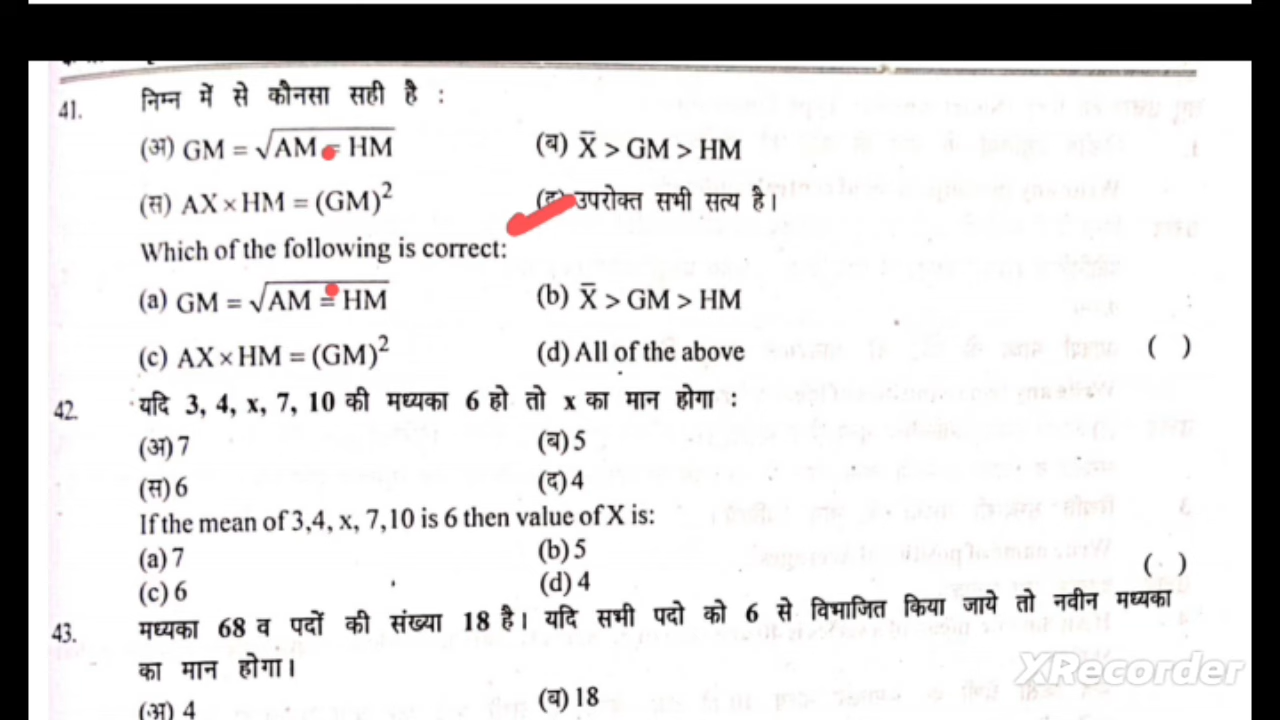 41. निम्न में से कौनसा सही है :
(अ) GM = √AM = HM (ब) X̅ > GM > HM
(स) AX × HM = (GM)² (द) उपरोक्त सभी सत्य है।
Which of the following is correct:
(a) GM = √AM = HM (b) X̅ > GM > HM
(c) AX × HM = (GM)² (d) All of the above ( )
42. यदि 3, 4, x, 7, 10 की मध्यका 6 हो तो x का मान होगा :
(अ) 7 (ब) 5
(स) 6 (द) 4
If the mean of 3,4, x, 7,10 is 6 then value of X is:
(a) 7 (b) 5
(c) 6 (d) 4 ( )
43. मध्यका 68 व पदों की संख्या 18 है। यदि सभी पदो को 6 से विभाजित किया जाये तो नवीन मध्यका
का मान होगा।
(अ) 4 (ब) 18
XRecorder